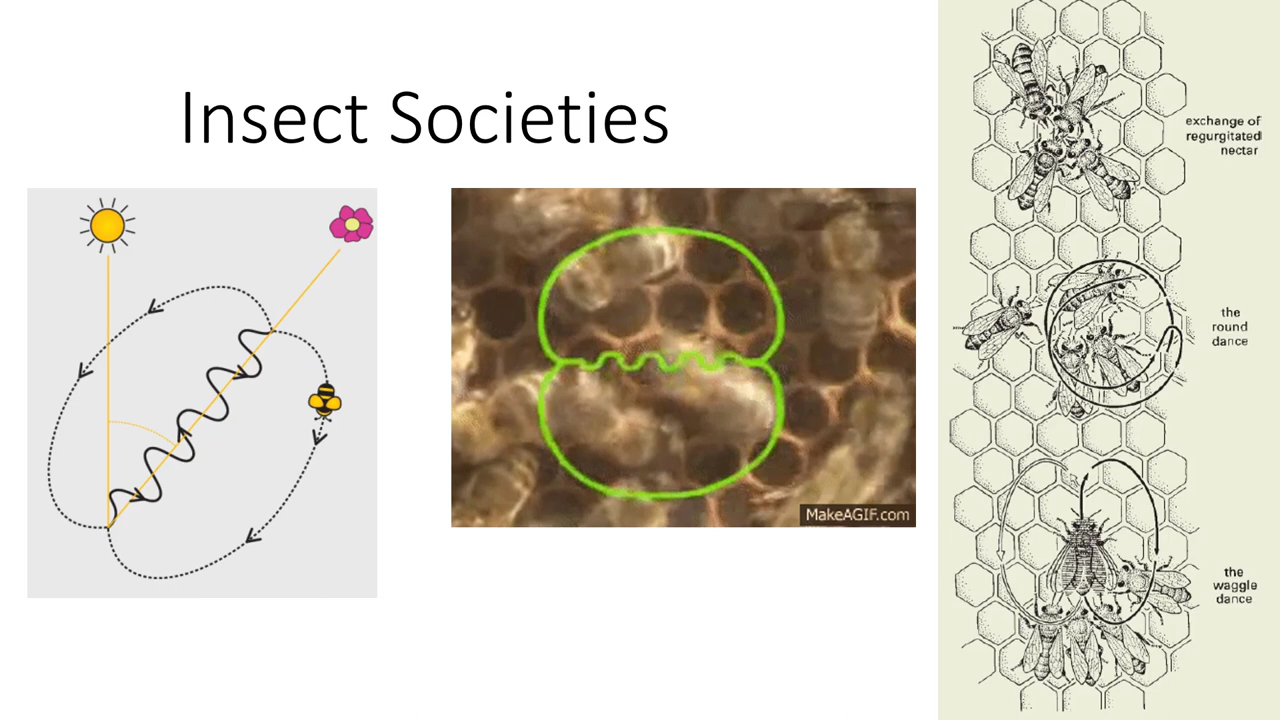 Insect Societies
exchange of
regurgitated
nectar
the
round
dance
MakeAGIF.com
the
waggle
dance